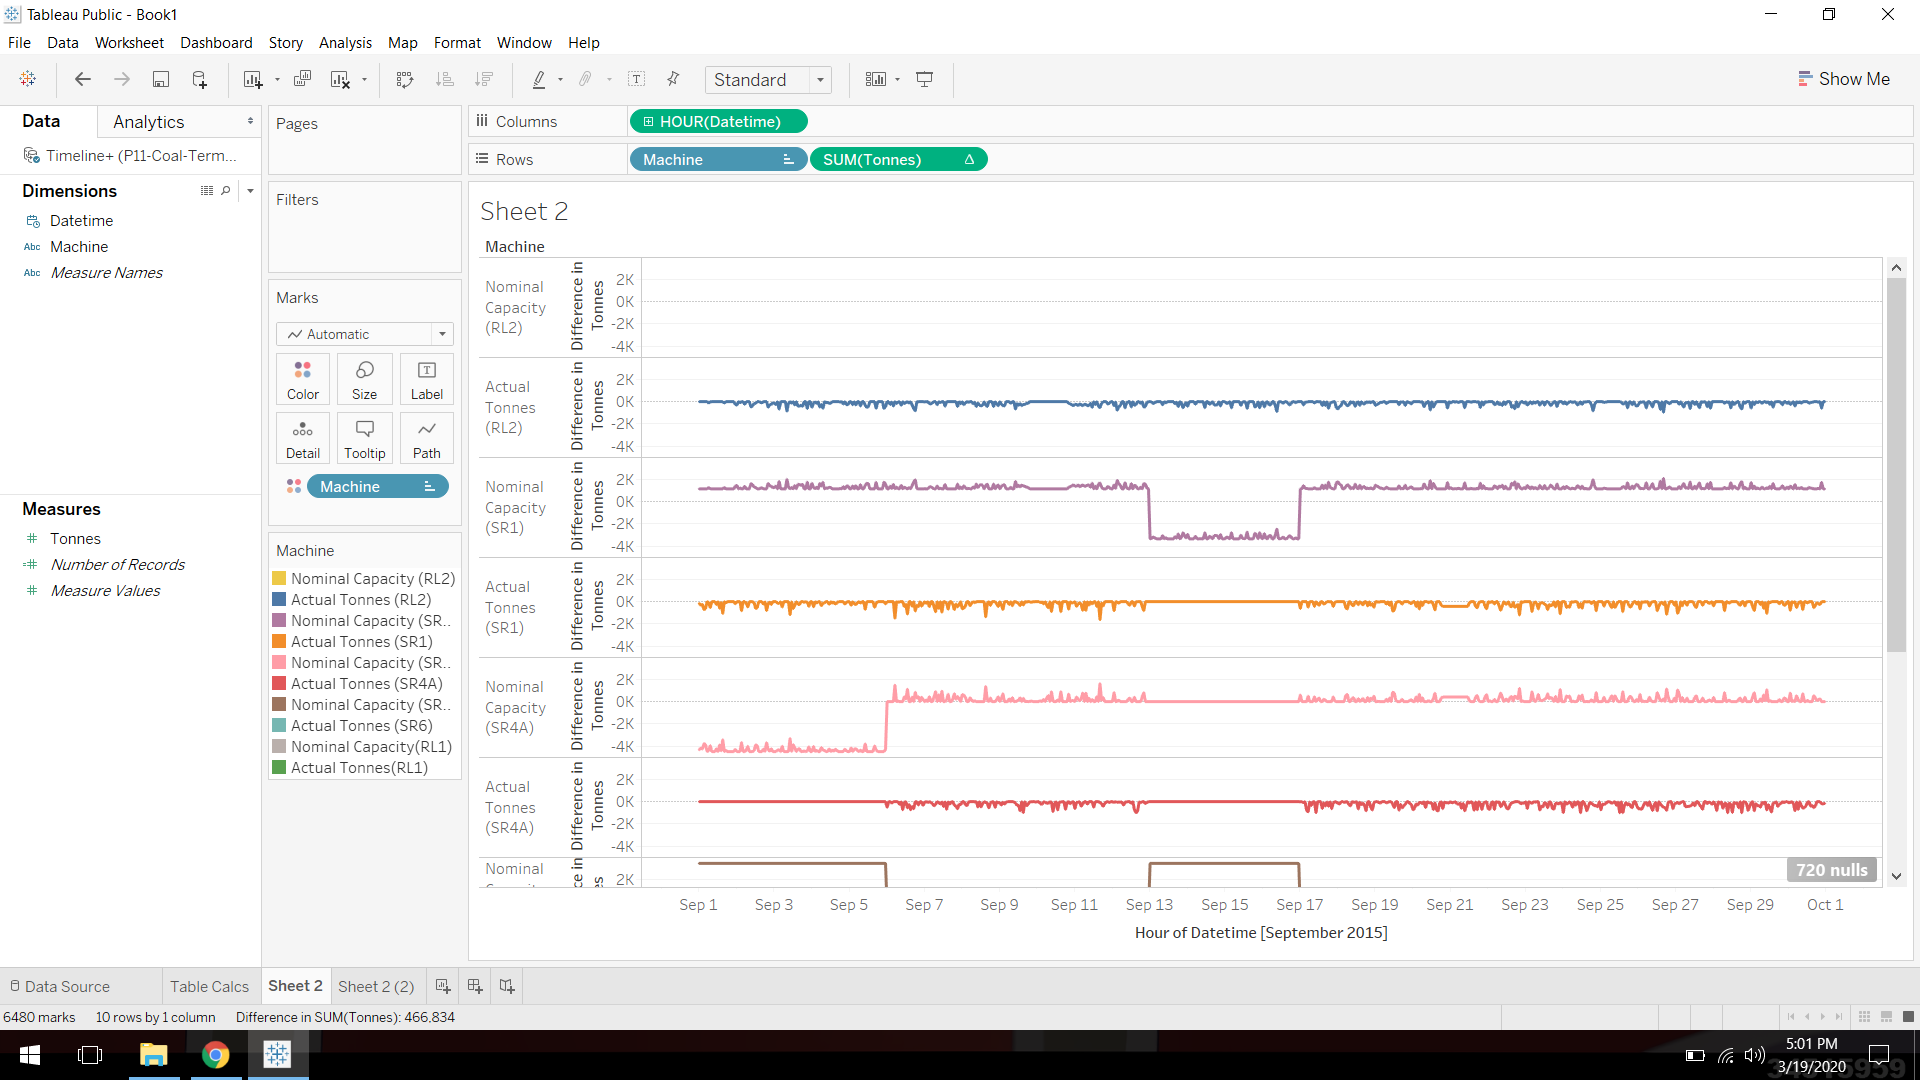 Tableau Public - Book1
File Data Worksheet Dashboard Story Analysis Map Format Window Help
Standard
Show Me
Data Analytics
Timeline+ (P11-Coal-Term...
Dimensions
Datetime
Abc Machine
Abc Measure Names
Measures
Tonnes
Number of Records
Measure Values
Pages
Filters
Marks
Automatic
Color Size Label
Detail Tooltip Path
Machine
Machine
Nominal Capacity (RL2)
Actual Tonnes (RL2)
Nominal Capacity (SR..
Actual Tonnes (SR1)
Nominal Capacity (SR..
Actual Tonnes (SR4A)
Nominal Capacity (SR..
Actual Tonnes (SR6)
Nominal Capacity(RL1)
Actual Tonnes(RL1)
Columns HOUR(Datetime)
Rows Machine SUM(Tonnes) Δ
Sheet 2
Machine
Nominal
Capacity
(RL2)
Difference in
Tonnes
2K
0K
-2K
-4K
Actual
Tonnes
(RL2)
Difference in
Tonnes
2K
0K
-2K
-4K
Nominal
Capacity
(SR1)
Difference in
Tonnes
2K
0K
-2K
-4K
Actual
Tonnes
(SR1)
Difference in
Tonnes
2K
0K
-2K
-4K
Nominal
Capacity
(SR4A)
Difference in
Tonnes
2K
0K
-2K
-4K
Actual
Tonnes
(SR4A)
Difference in
Tonnes
2K
0K
-2K
-4K
Nominal
2K
720 nulls
Sep 1 Sep 3 Sep 5 Sep 7 Sep 9 Sep 11 Sep 13 Sep 15 Sep 17 Sep 19 Sep 21 Sep 23 Sep 25 Sep 27 Sep 29 Oct 1
Hour of Datetime [September 2015]
Data Source Table Calcs Sheet 2 Sheet 2 (2)
6480 marks 10 rows by 1 column Difference in SUM(Tonnes): 466,834
5:01 PM
3/19/2020